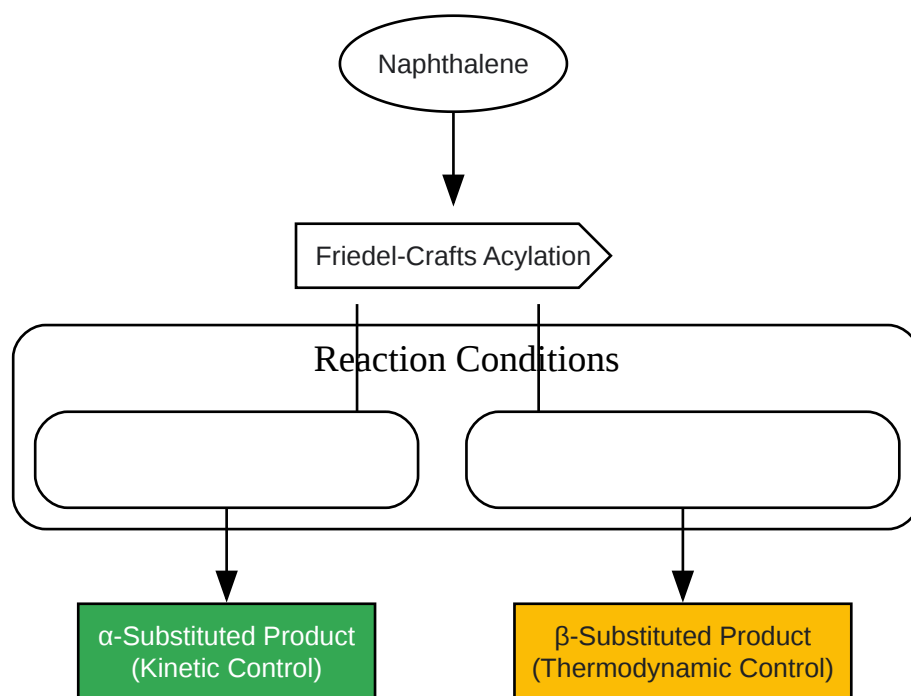 Naphthalene
Friedel-Crafts Acylation
Reaction Conditions
α-Substituted Product
(Kinetic Control)
β-Substituted Product
(Thermodynamic Control)